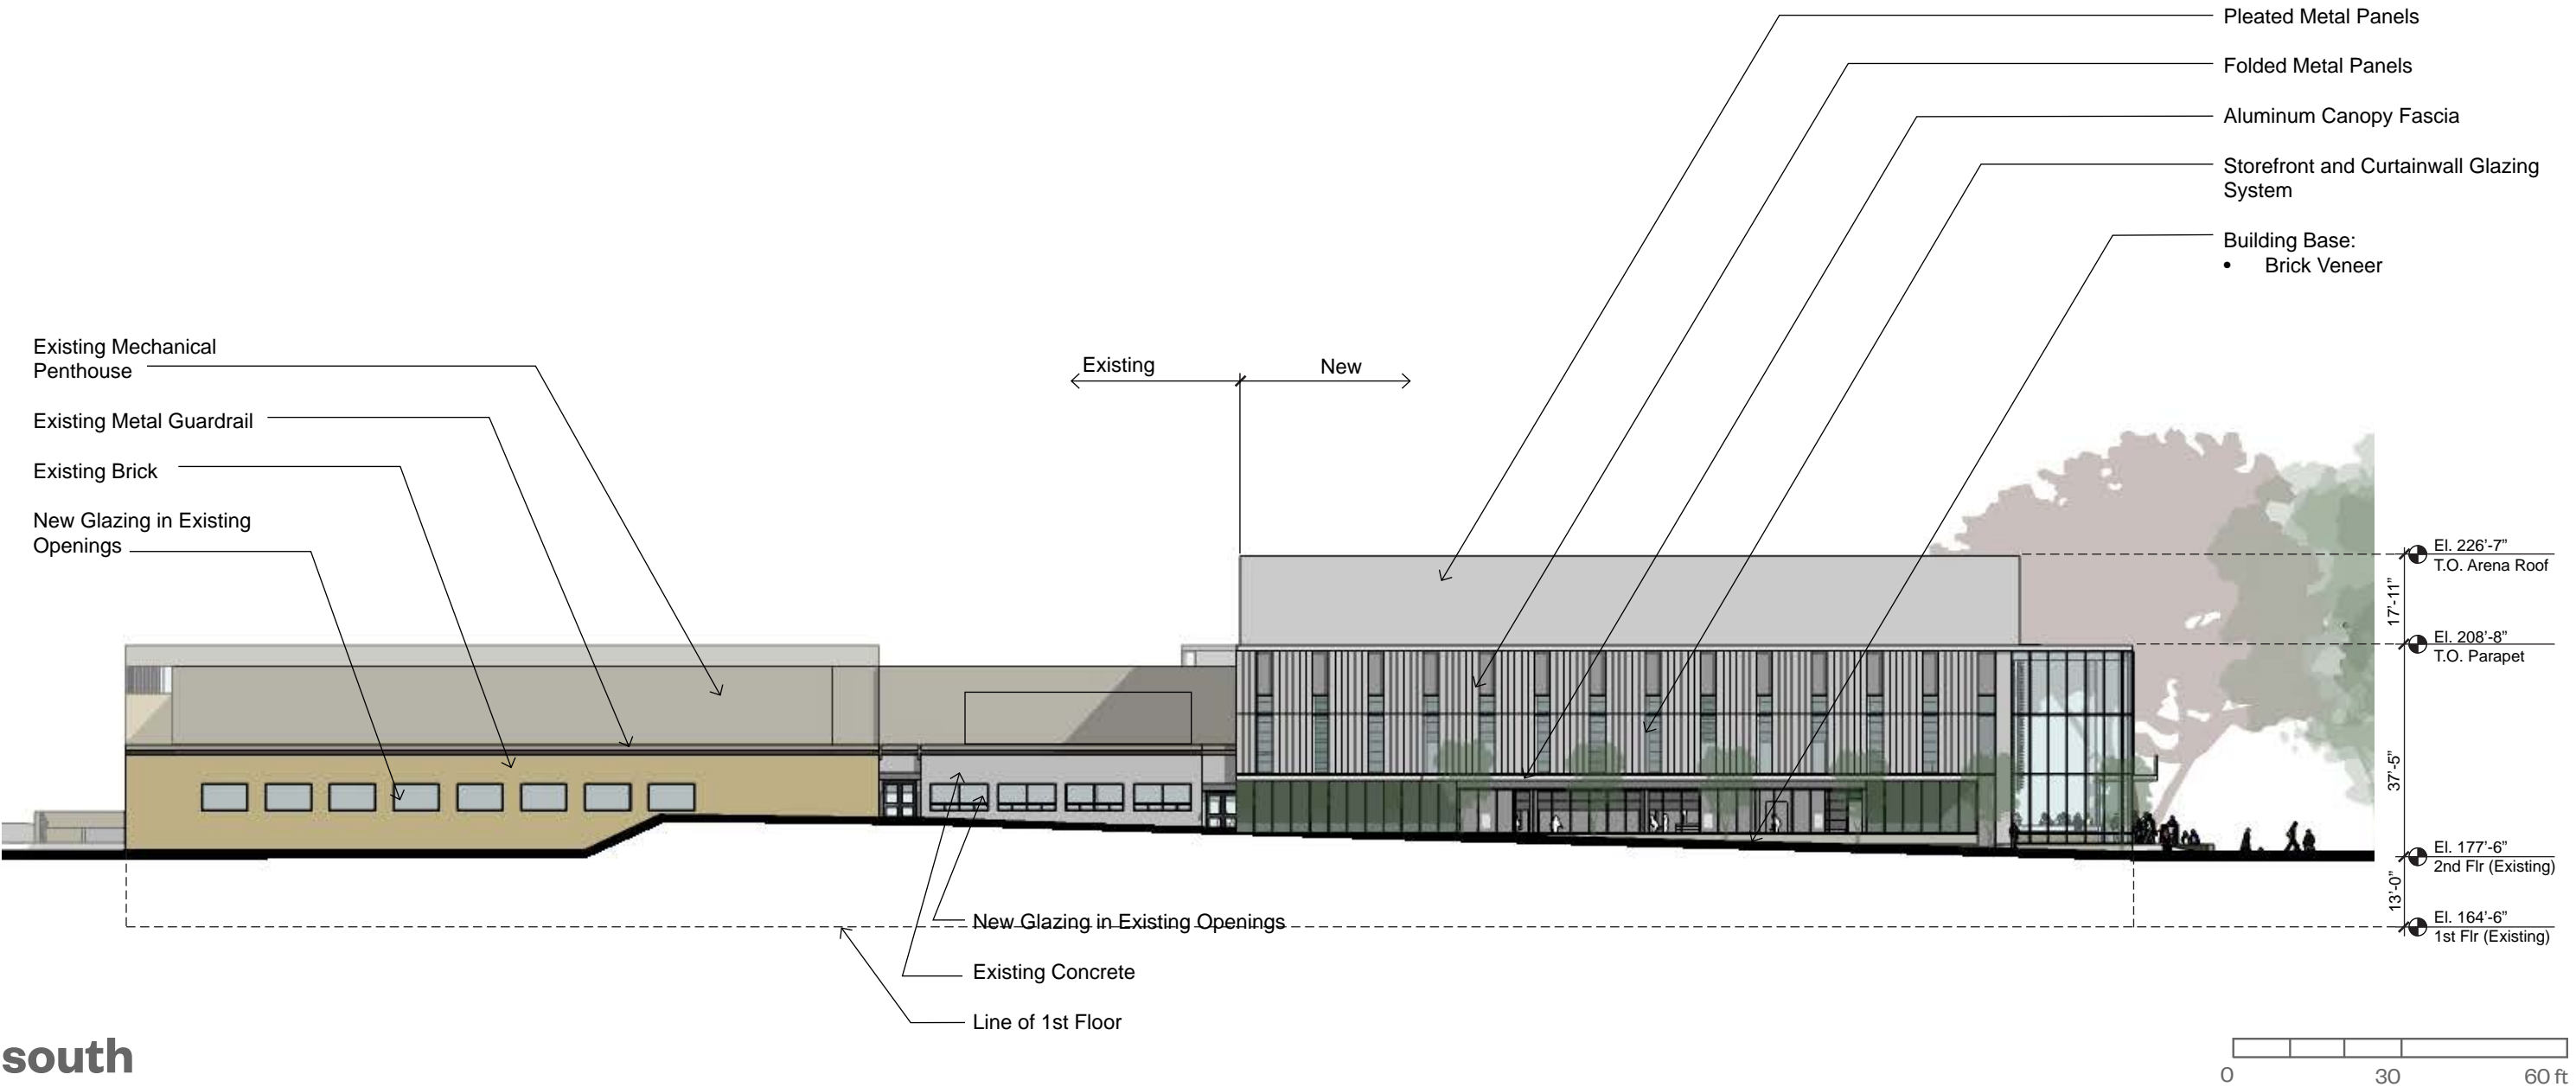 Pleated Metal Panels
Folded Metal Panels
Aluminum Canopy Fascia
Storefront and Curtainwall Glazing
System
Building Base:
• Brick Veneer
Existing Mechanical
Penthouse
Existing Metal Guardrail
Existing Brick
New Glazing in Existing
Openings
Existing
New
El. 226’-7”
T.O. Arena Roof
17’-11”
El. 208’-8”
T.O. Parapet
37’-5”
El. 177’-6”
2nd Flr (Existing)
13’-0”
El. 164’-6”
1st Flr (Existing)
New Glazing in Existing Openings
Existing Concrete
Line of 1st Floor
south
0 30 60 ft